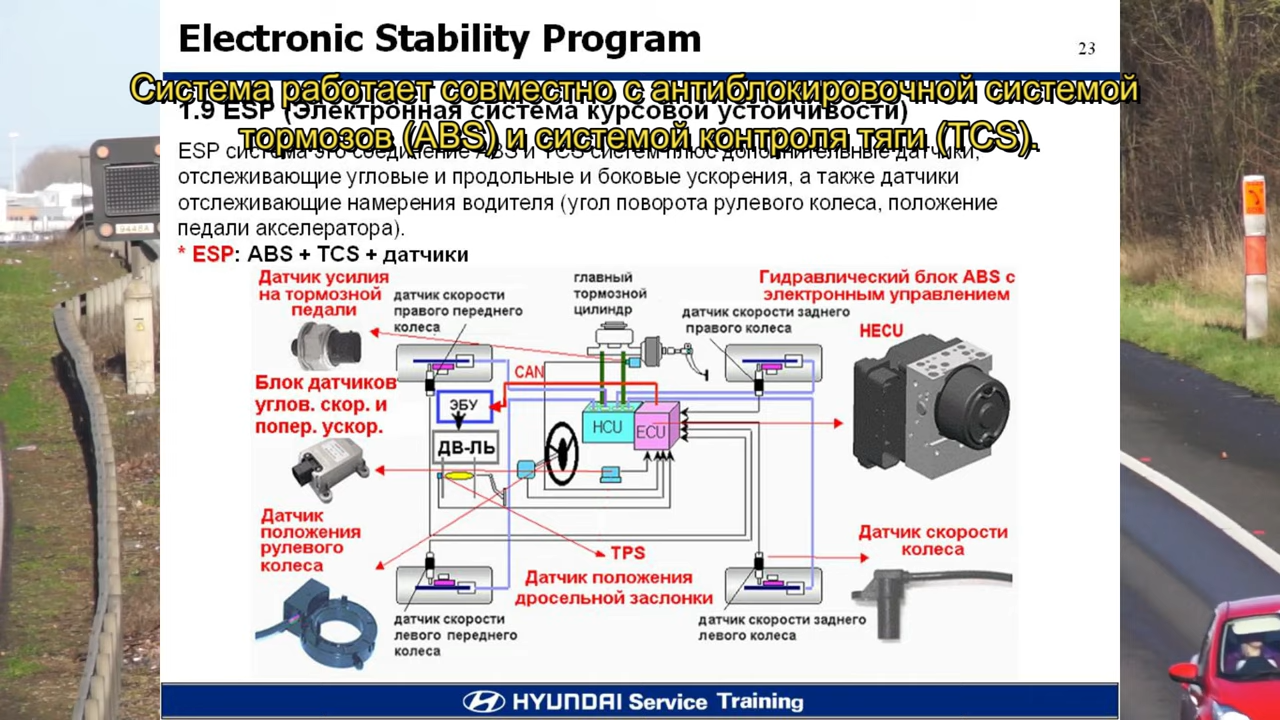 Electronic Stability Program
23
Система работает совместно с антиблокировочной системой
тормозов (ABS) и системой контроля тяги (TCS).
1.9 ESP (Электронная система курсовой устойчивости)
ESP система это соединение ABS и TCS систем плюс дополнительные датчики,
отслеживающие угловые и продольные и боковые ускорения, а также датчики
отслеживающие намерения водителя (угол поворота рулевого колеса, положение
педали акселератора).
* ESP: ABS + TCS + датчики
Датчик усилия
на тормозной
педали
датчик скорости
правого переднего
колеса
главный
тормозной
цилиндр
датчик скорости заднего
правого колеса
Гидравлический блок ABS с
электронным управлением
HECU
CAN
Блок датчиков
углов. скор. и
попер. ускор.
ЭБУ
ДВ-ЛЬ
HCU
ECU
Датчик
положения
рулевого
колеса
TPS
Датчик положения
дросельной заслонки
Датчик скорости
колеса
датчик скорости
левого переднего
колеса
датчик скорости заднего
левого колеса
HYUNDAI Service Training